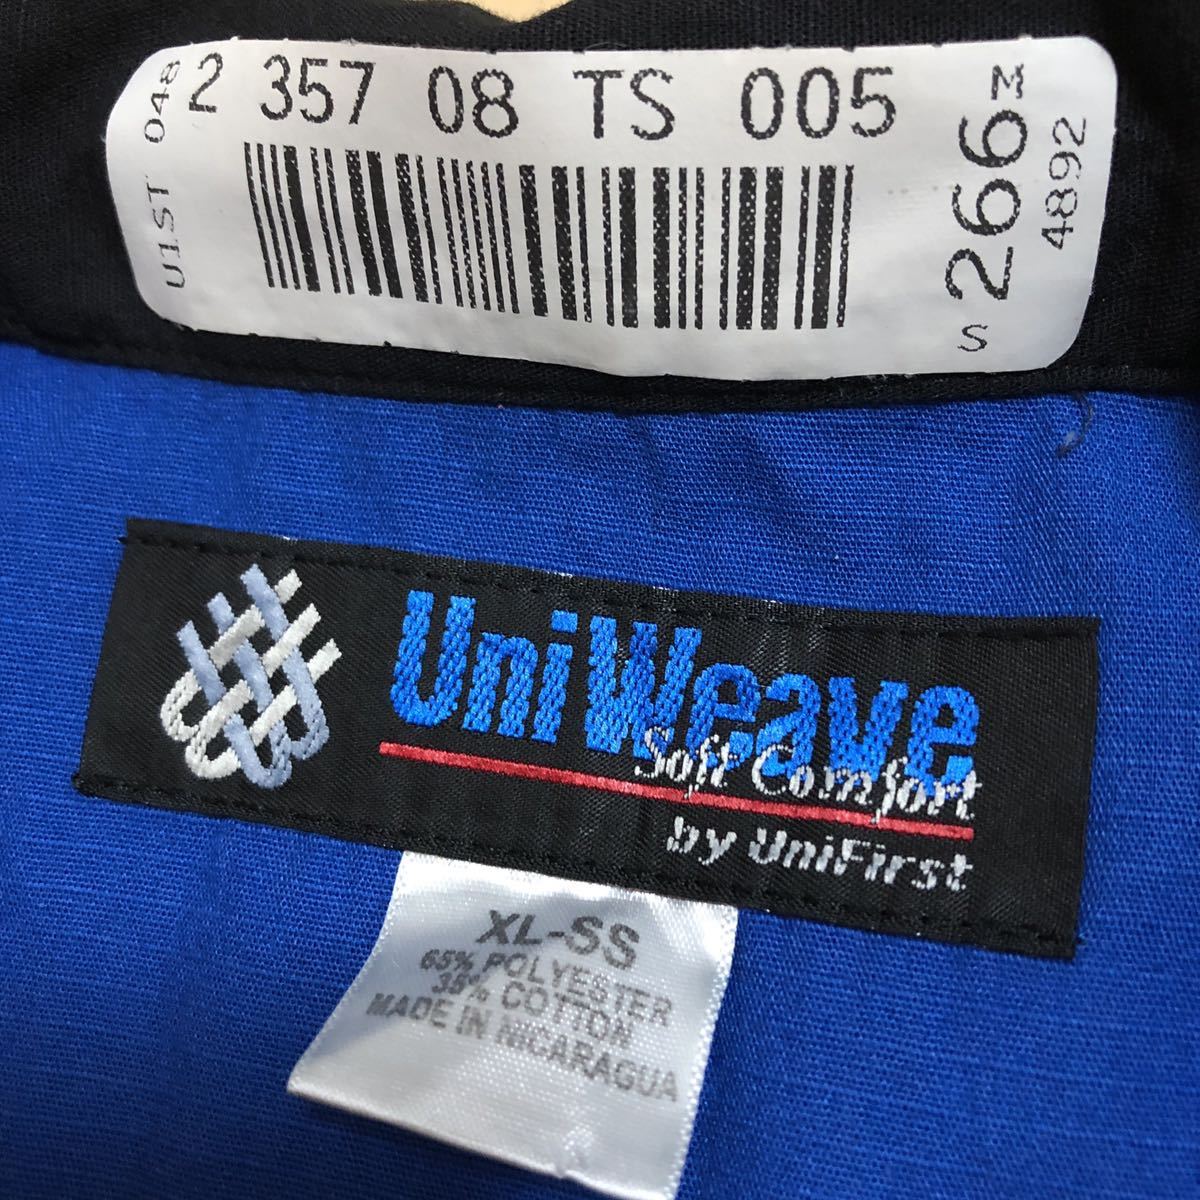 U1ST 048
2 357 08 TS 005
S 266 M
4892
UniWeave
Soft Comfort
by UniFirst
XL-SS
65% POLYESTER
35% COTTON
MADE IN NICARAGUA